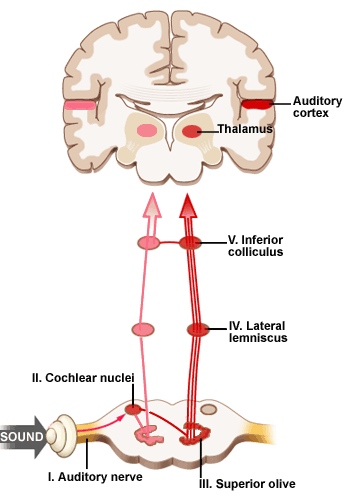 Auditory
cortex
Thalamus
V. Inferior
colliculus
IV. Lateral
lemniscus
II. Cochlear nuclei
SOUND
I. Auditory nerve
III. Superior olive